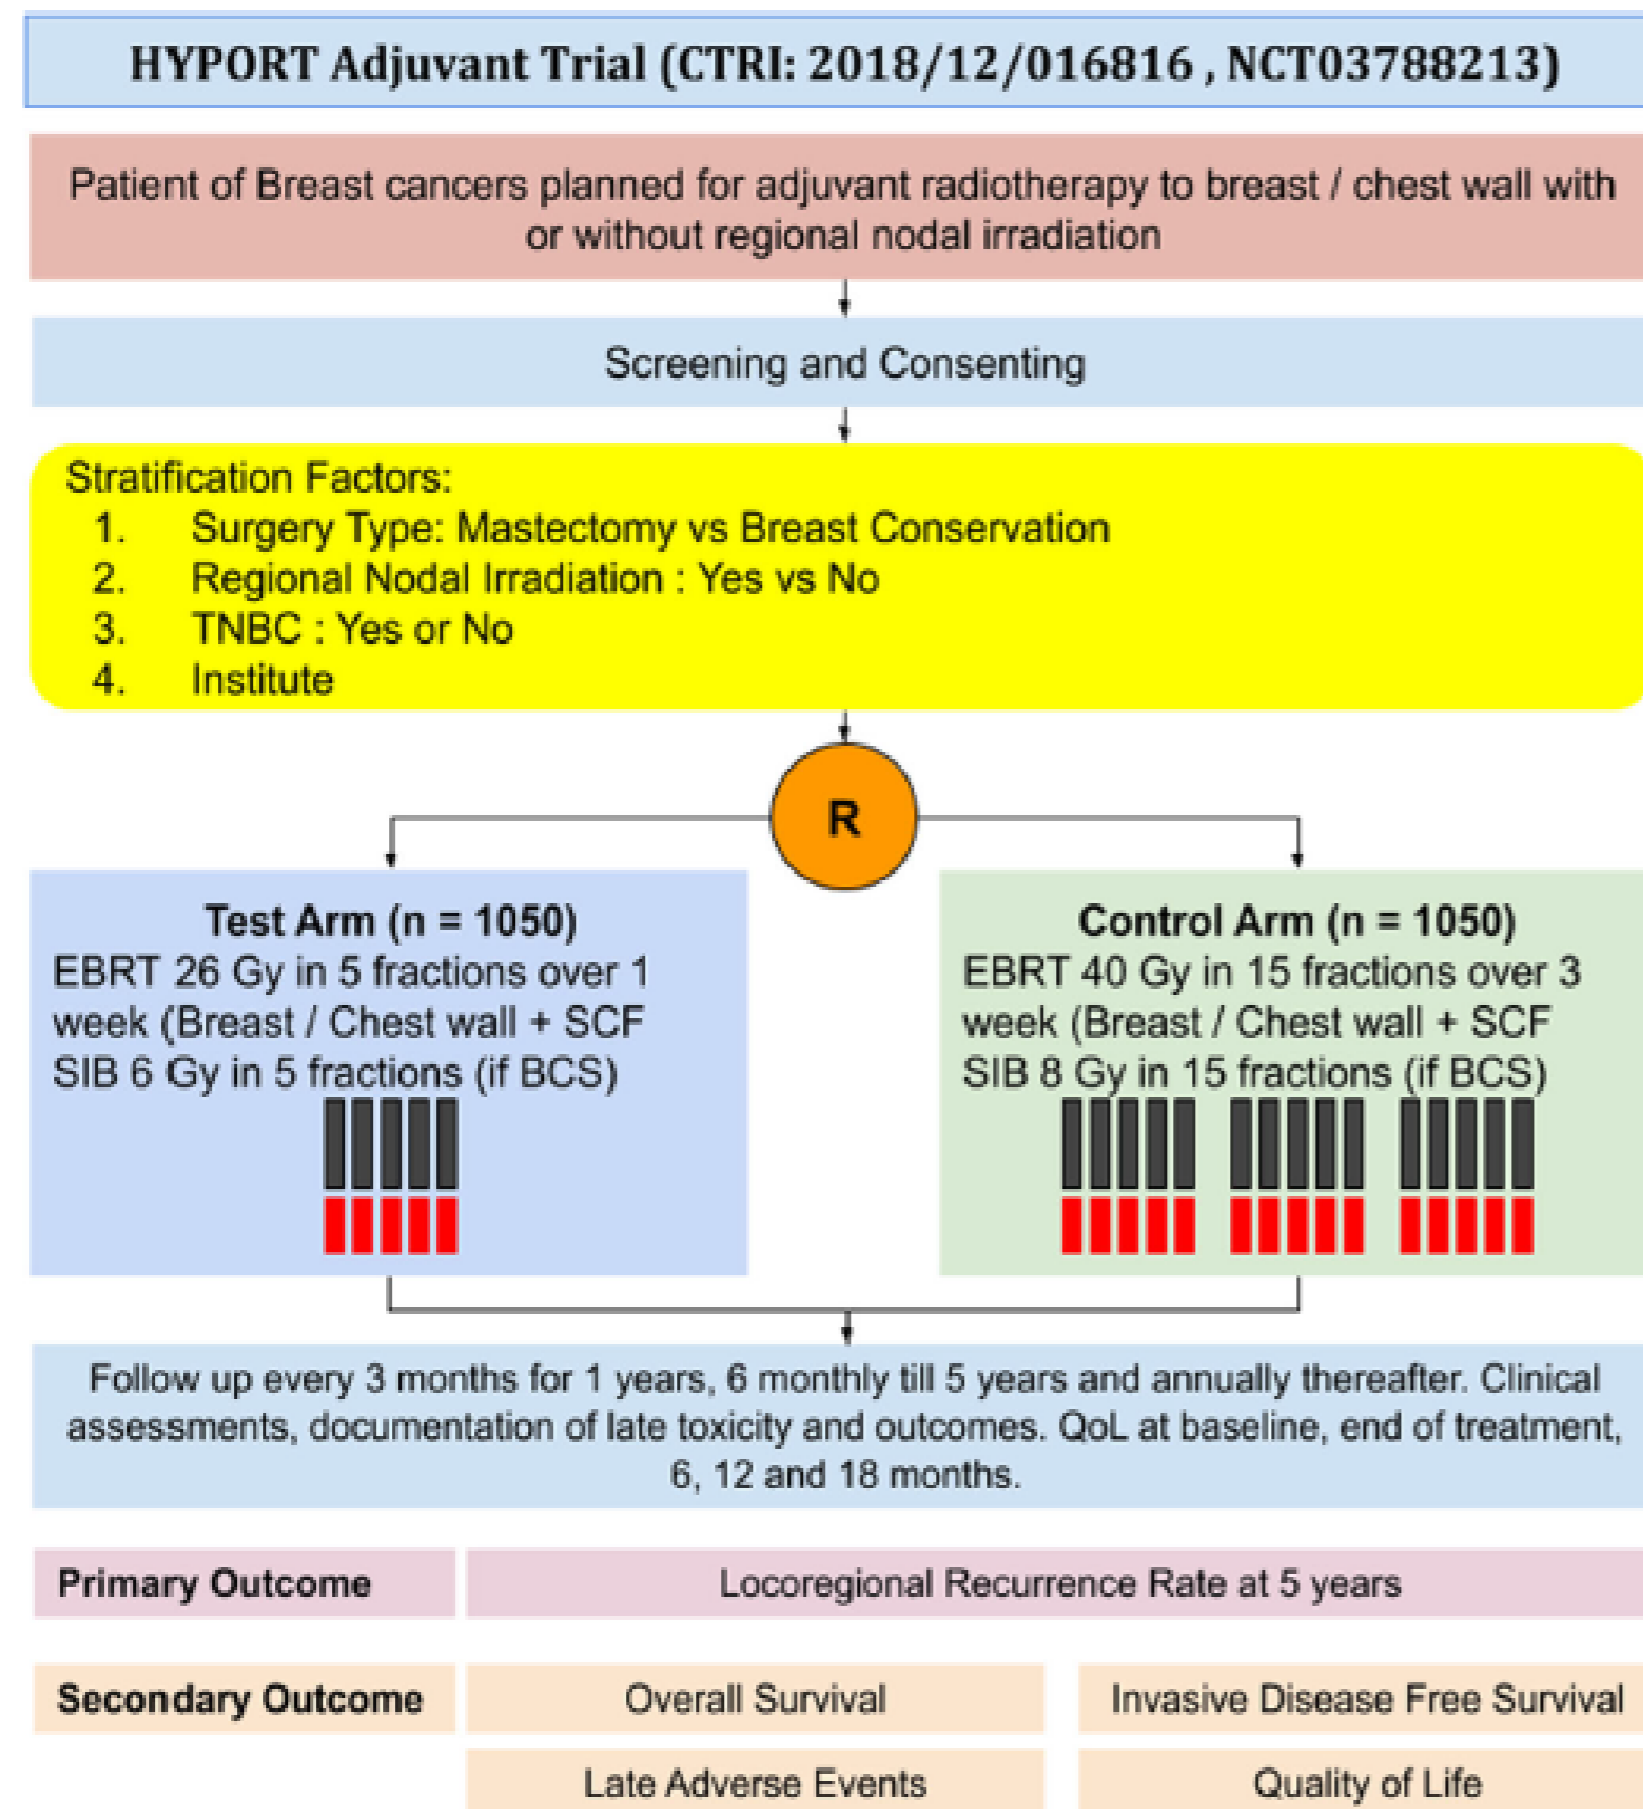 HYPORT Adjuvant Trial (CTRI: 2018/12/016816 , NCT03788213)
Patient of Breast cancers planned for adjuvant radiotherapy to breast / chest wall with
or without regional nodal irradiation
Screening and Consenting
Stratification Factors:
1. Surgery Type: Mastectomy vs Breast Conservation
2. Regional Nodal Irradiation : Yes vs No
3. TNBC : Yes or No
4. Institute
R
Test Arm (n = 1050)
EBRT 26 Gy in 5 fractions over 1
week (Breast / Chest wall + SCF
SIB 6 Gy in 5 fractions (if BCS)
Control Arm (n = 1050)
EBRT 40 Gy in 15 fractions over 3
week (Breast / Chest wall + SCF
SIB 8 Gy in 15 fractions (if BCS)
Follow up every 3 months for 1 years, 6 monthly till 5 years and annually thereafter. Clinical
assessments, documentation of late toxicity and outcomes. QoL at baseline, end of treatment,
6, 12 and 18 months.
Primary Outcome
Locoregional Recurrence Rate at 5 years
Secondary Outcome
Overall Survival
Invasive Disease Free Survival
Late Adverse Events
Quality of Life